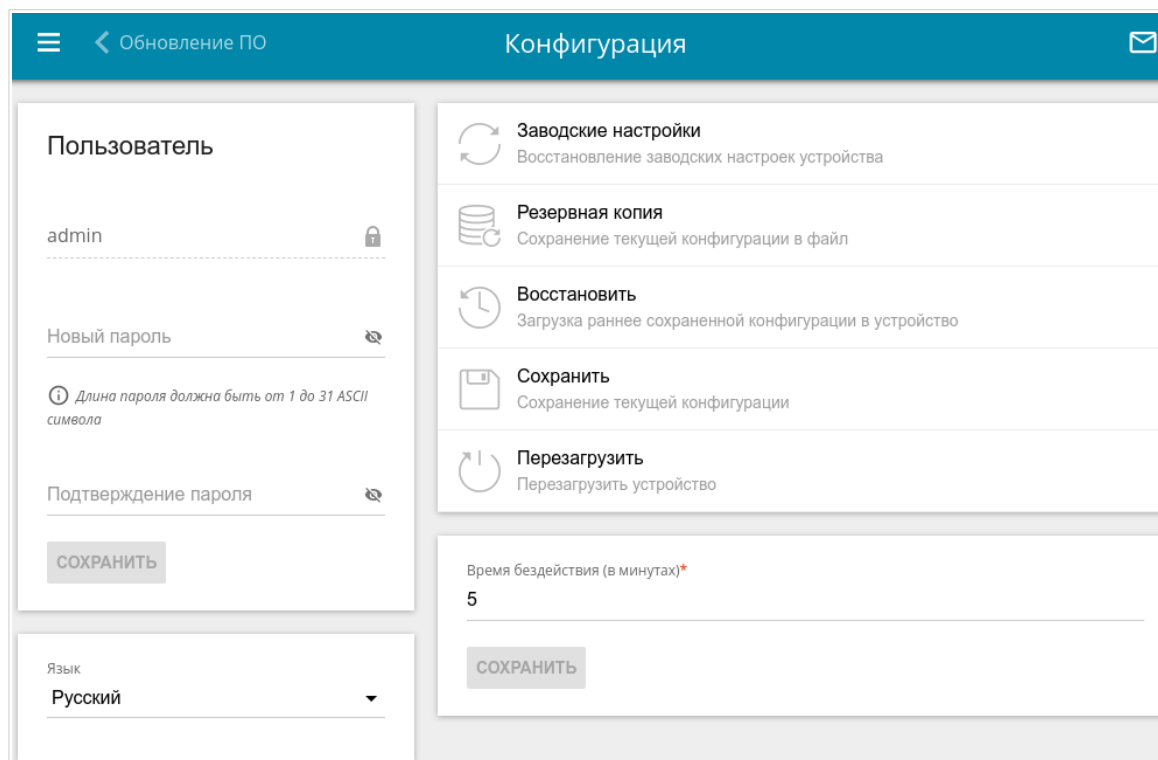 Обновление ПО
Конфигурация
Пользователь
admin
Новый пароль
Длина пароля должна быть от 1 до 31 ASCII
символа
Подтверждение пароля
СОХРАНИТЬ
Язык
Русский
Заводские настройки
Восстановление заводских настроек устройства
Резервная копия
Сохранение текущей конфигурации в файл
Восстановить
Загрузка раннее сохраненной конфигурации в устройство
Сохранить
Сохранение текущей конфигурации
Перезагрузить
Перезагрузить устройство
Время бездействия (в минутах)*
5
СОХРАНИТЬ